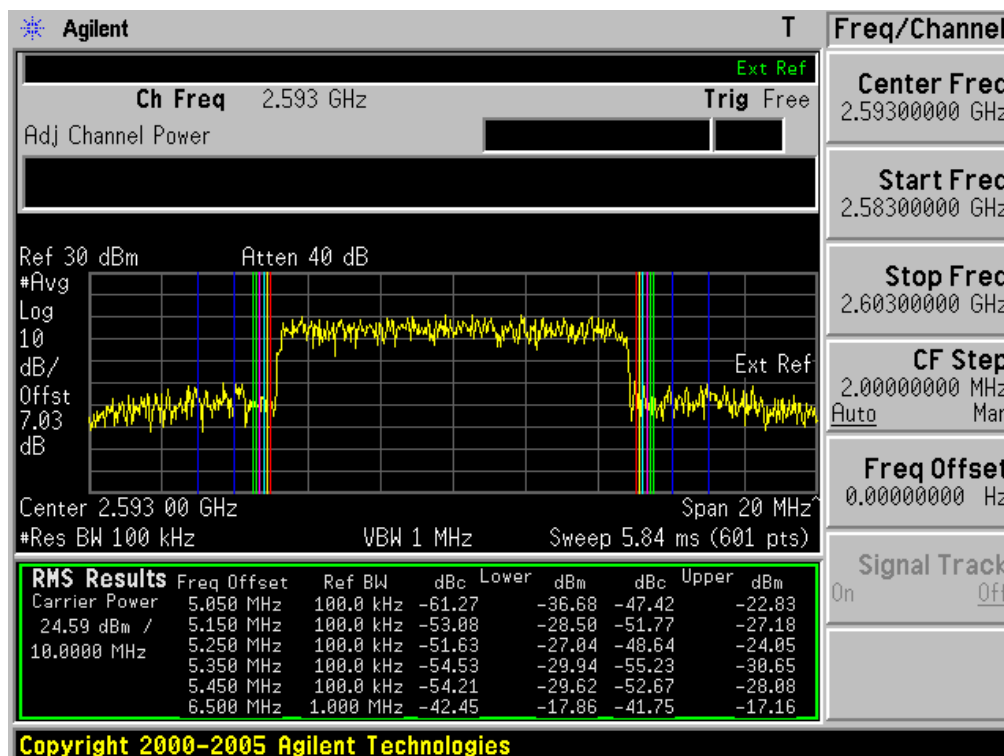 Agilent T
Ext Ref
Ch Freq 2.593 GHz Trig Free
Adj Channel Power
Ref 30 dBm Atten 40 dB
#Avg
Log
10
dB/
Offst
7.03
dB
Ext Ref
Center 2.593 00 GHz Span 20 MHz^
#Res BW 100 kHz VBW 1 MHz Sweep 5.84 ms (601 pts)
RMS Results Freq Offset Ref BW dBc Lower dBm dBc Upper dBm
Carrier Power 5.050 MHz 100.0 kHz -61.27 -36.68 -47.42 -22.83
24.59 dBm / 5.150 MHz 100.0 kHz -53.08 -28.50 -51.77 -27.18
10.0000 MHz 5.250 MHz 100.0 kHz -51.63 -27.04 -48.64 -24.05
5.350 MHz 100.0 kHz -54.53 -29.94 -55.23 -30.65
5.450 MHz 100.0 kHz -54.21 -29.62 -52.67 -28.08
6.500 MHz 1.000 MHz -42.45 -17.86 -41.75 -17.16
Copyright 2000-2005 Agilent Technologies
Freq/Channel
Center Freq
2.59300000 GHz
Start Freq
2.58300000 GHz
Stop Freq
2.60300000 GHz
CF Step
2.00000000 MHz
Auto Man
Freq Offset
0.00000000 Hz
Signal Track
On Off